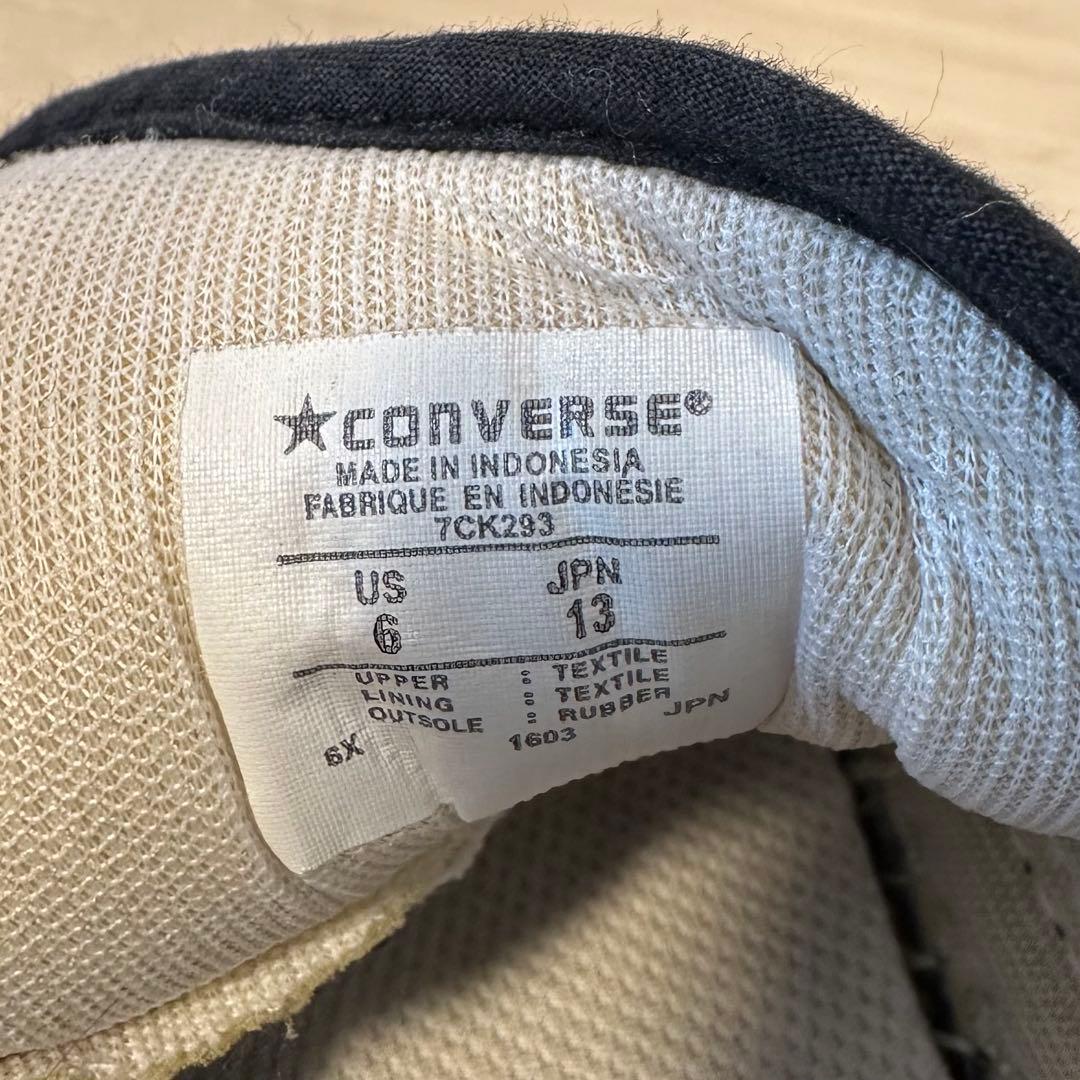 ★CONVERSE®
MADE IN INDONESIA
FABRIQUE EN INDONESIE
7CK293
US JPN
6 13
UPPER : TEXTILE
LINING : TEXTILE
OUTSOLE : RUBBER
JPN
6X 1603